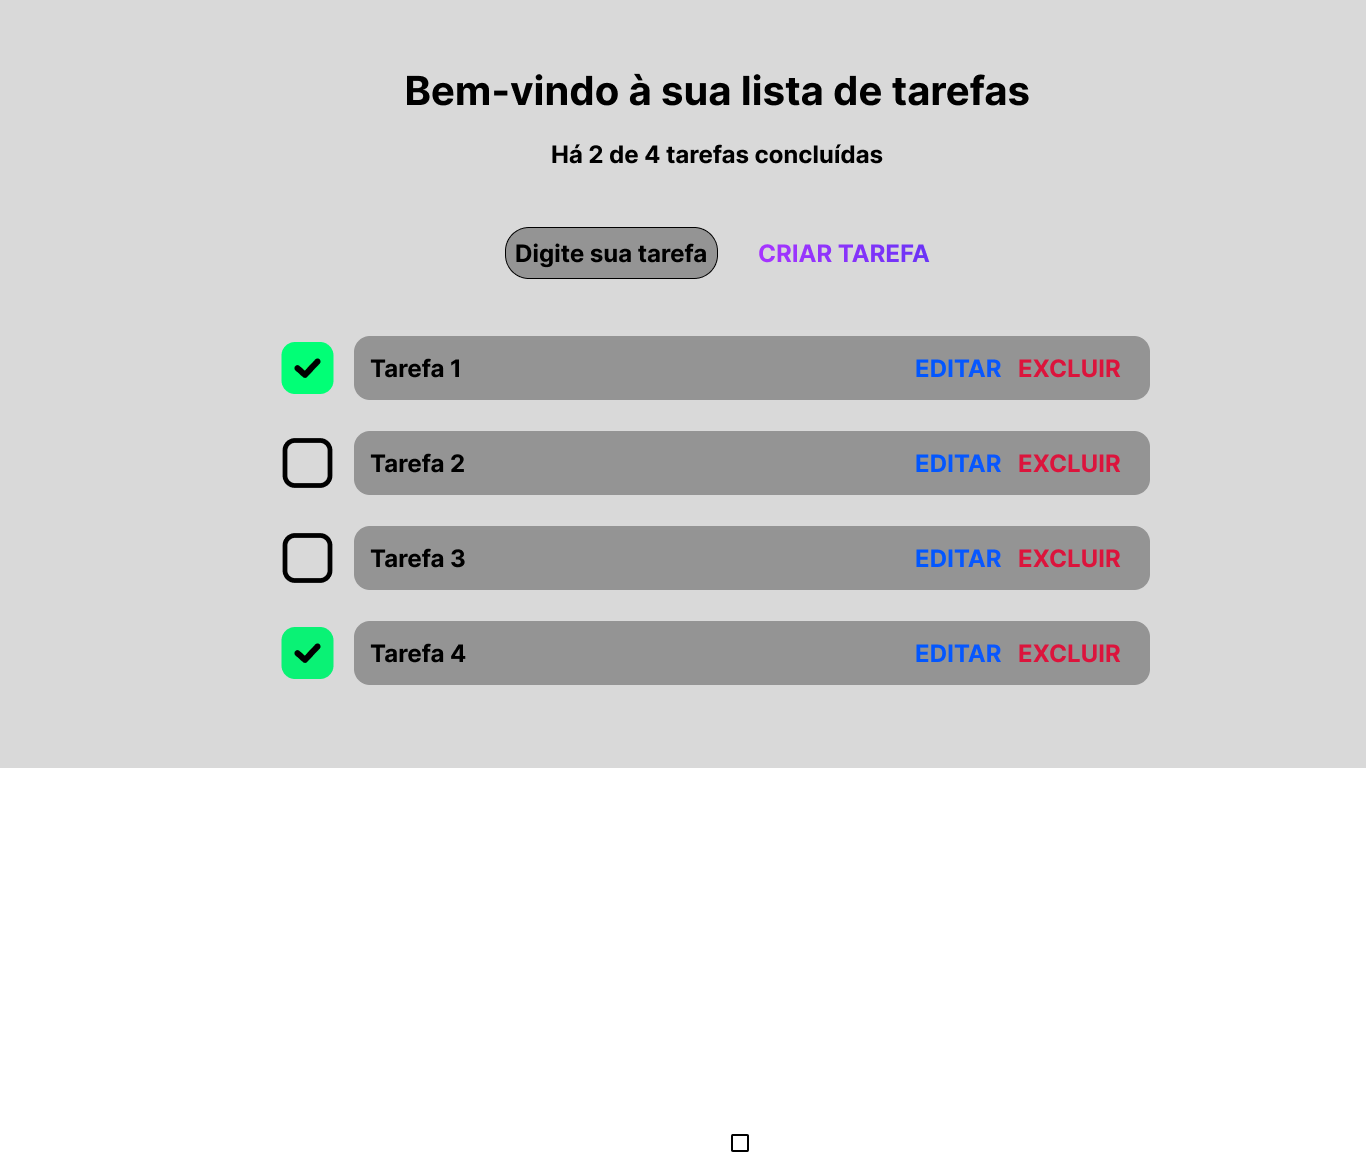 Bem-vindo à sua lista de tarefas
Há 2 de 4 tarefas concluídas
Digite sua tarefa CRIAR TAREFA
Tarefa 1 EDITAR EXCLUIR
Tarefa 2 EDITAR EXCLUIR
Tarefa 3 EDITAR EXCLUIR
Tarefa 4 EDITAR EXCLUIR